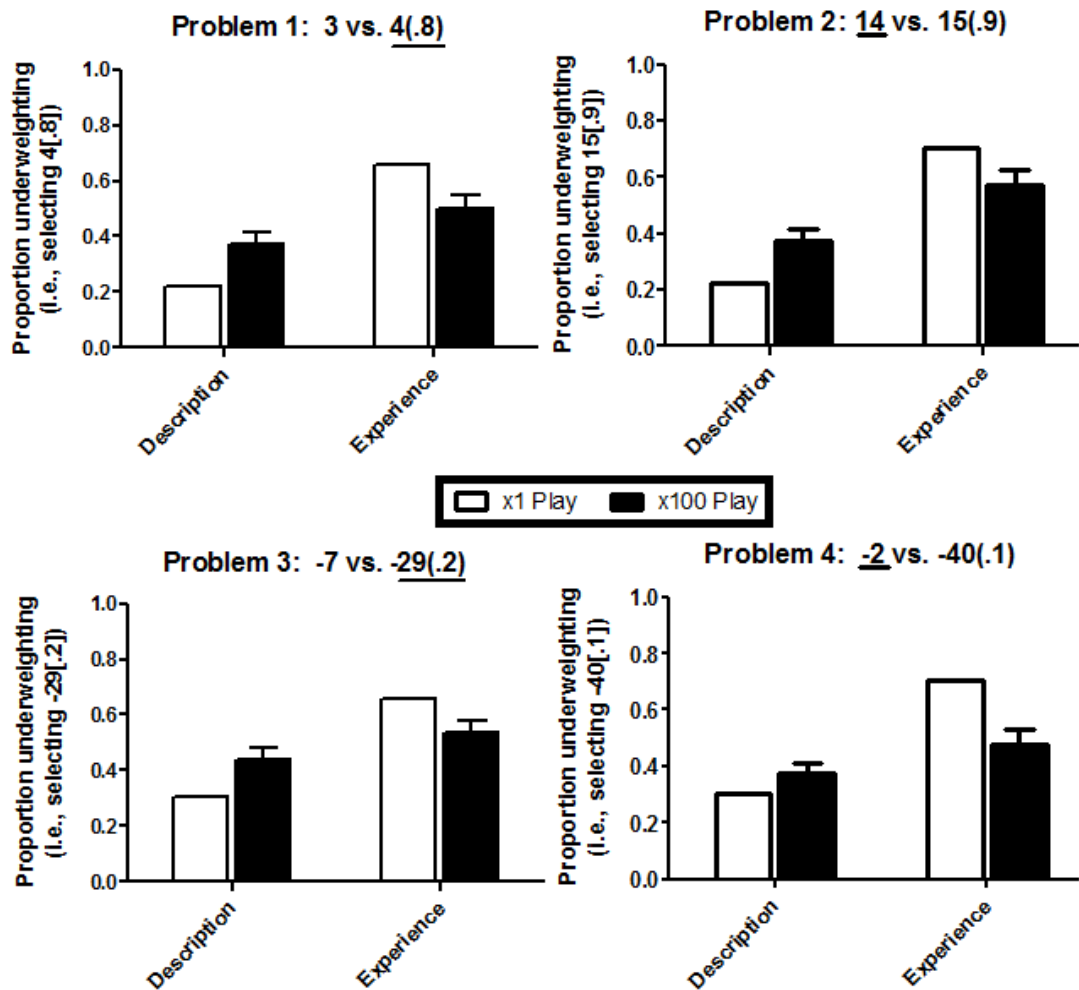 Problem 1: 3 vs. 4(.8)
Proportion underweighting
(i.e., selecting 4[.8])
1.0
0.8
0.6
0.4
0.2
0.0
Description
Experience
Problem 2: 14 vs. 15(.9)
Proportion underweighting
(i.e., selecting 15[.9])
1.0
0.8
0.6
0.4
0.2
0.0
Description
Experience
x1 Play
x100 Play
Problem 3: -7 vs. -29(.2)
Proportion underweighting
(i.e., selecting -29[.2])
1.0
0.8
0.6
0.4
0.2
0.0
Description
Experience
Problem 4: -2 vs. -40(.1)
Proportion underweighting
(i.e., selecting -40[.1])
1.0
0.8
0.6
0.4
0.2
0.0
Description
Experience